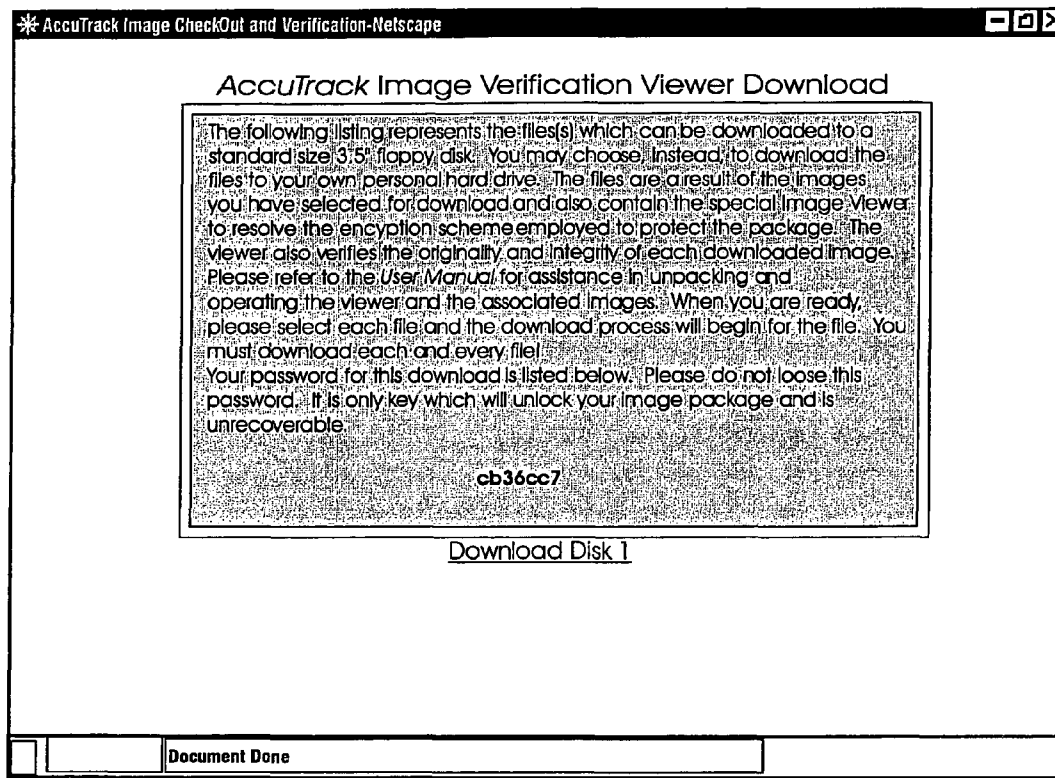 AccuTrack Image CheckOut and Verification-Netscape
AccuTrack Image Verification Viewer Download
The following listing represents the files(s) which can be downloaded to a
standard size 3.5" floppy disk. You may choose, instead, to download the
files to your own personal hard drive. The files are a result of the images
you have selected for download and also contain the special Image Viewer
to resolve the encyption scheme employed to protect the package. The
viewer also verifies the originality and integrity of each downloaded image.
Please refer to the User Manual for assistance in unpacking and
operating the viewer and the associated images. When you are ready,
please select each file and the download process will begin for the file. You
must download each and every file!
Your password for this download is listed below. Please do not loose this
password. It is only key which will unlock your image package and is
unrecoverable.
cb36cc7
Download Disk 1
Document Done